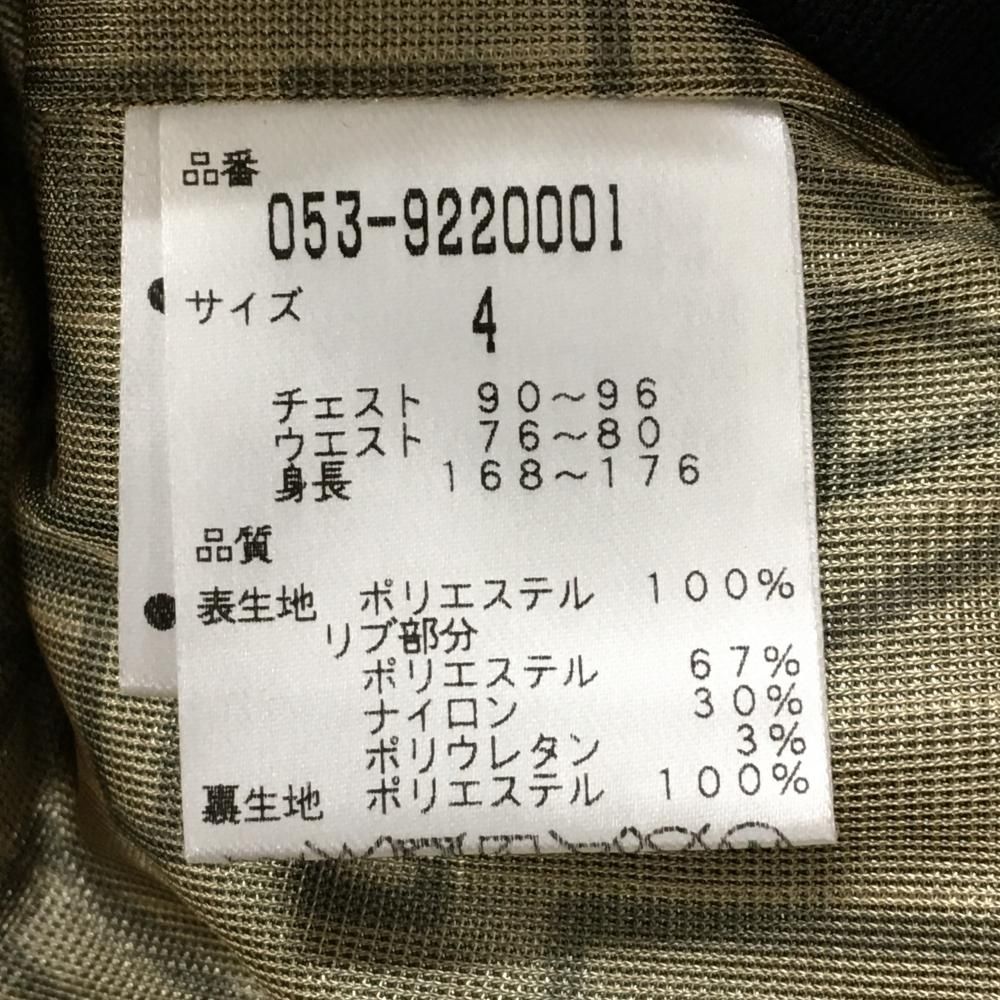 品番
053-9220001
サイズ 4
チェスト 90～96
ウエスト 76～80
身長 168～176
品質
表生地 ポリエステル 100%
リブ部分
ポリエステル 67%
ナイロン 30%
ポリウレタン 3%
裏生地 ポリエステル 100%